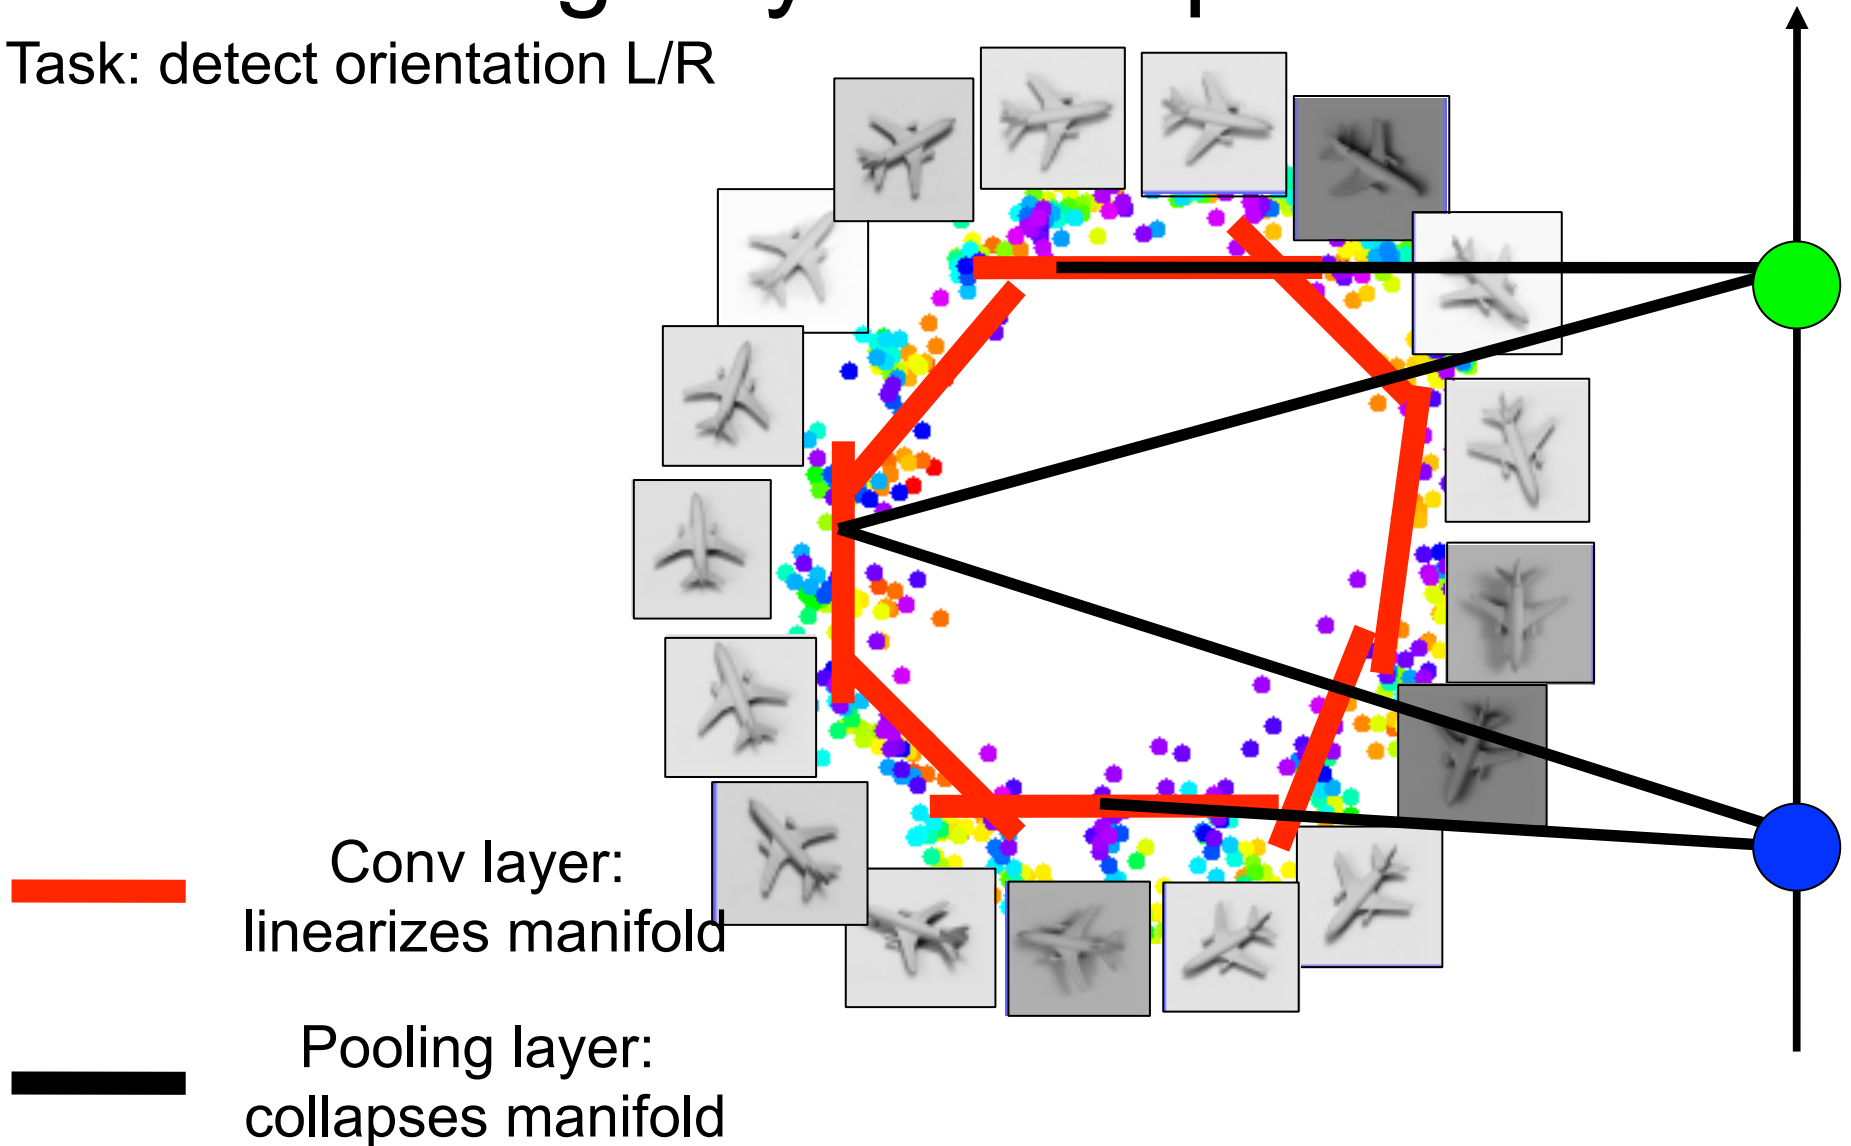 Task: detect orientation L/R
Conv layer:
linearizes manifold
Pooling layer:
collapses manifold